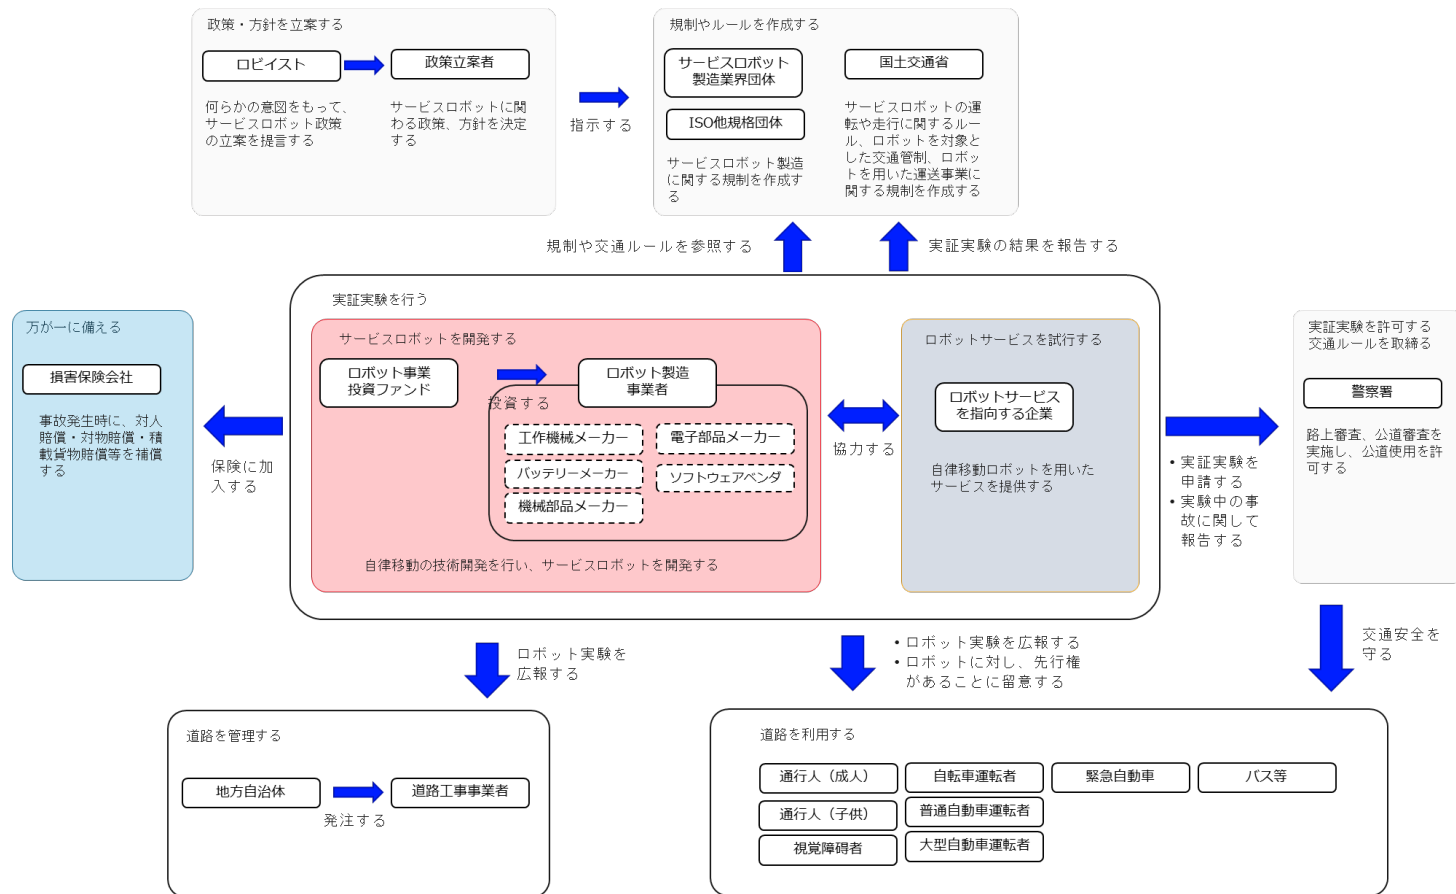 政策・方針を立案する
ロビイスト
政策立案者
何らかの意図をもって、
サービスロボット政策
の立案を提言する
サービスロボットに関
わる政策、方針を決定
する
指示する
規制やルールを作成する
サービスロボット
製造業界団体
ISO他規格団体
サービスロボット製造
に関する規制を作成す
る
国土交通省
サービスロボットの運
転や走行に関するルー
ル、ロボットを対象と
した交通管制、ロボッ
トを用いた運送事業に
関する規制を作成する
規制や交通ルールを参照する
実証実験の結果を報告する
万が一に備える
損害保険会社
事故発生時に、対人
賠償・対物賠償・積
載貨物賠償等を補償
する
保険に加
入する
実証実験を行う
サービスロボットを開発する
ロボット事業
投資ファンド
投資する
ロボット製造
事業者
工作機械メーカー
電子部品メーカー
バッテリーメーカー
ソフトウェアベンダ
機械部品メーカー
自律移動の技術開発を行い、サービスロボットを開発する
協力する
ロボットサービスを試行する
ロボットサービス
を指向する企業
自律移動ロボットを用いた
サービスを提供する
• 実証実験を
申請する
• 実験中の事
故に関して
報告する
実証実験を許可する
交通ルールを取締る
警察署
路上審査、公道審査を
実施し、公道使用を許
可する
交通安全を
守る
ロボット実験を
広報する
• ロボット実験を広報する
• ロボットに対し、先行権
があることに留意する
道路を管理する
地方自治体
発注する
道路工事事業者
道路を利用する
通行人（成人）
自転車運転者
緊急自動車
バス等
通行人（子供）
普通自動車運転者
視覚障碍者
大型自動車運転者